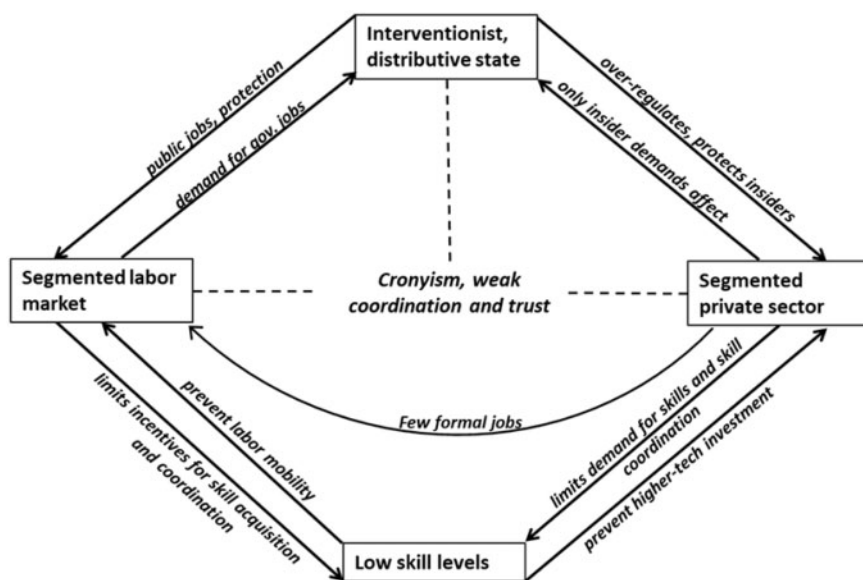 Interventionist,
distributive state
public jobs, protection
demand for gov. jobs
only insider demands affect
over-regulates, protects insiders
Segmented labor
market
Cronyism, weak
coordination and trust
Segmented
private sector
limits incentives for skill acquisition
and coordination
prevent labor mobility
Few formal jobs
limits demand for skills and skill
coordination
prevent higher-tech investment
Low skill levels